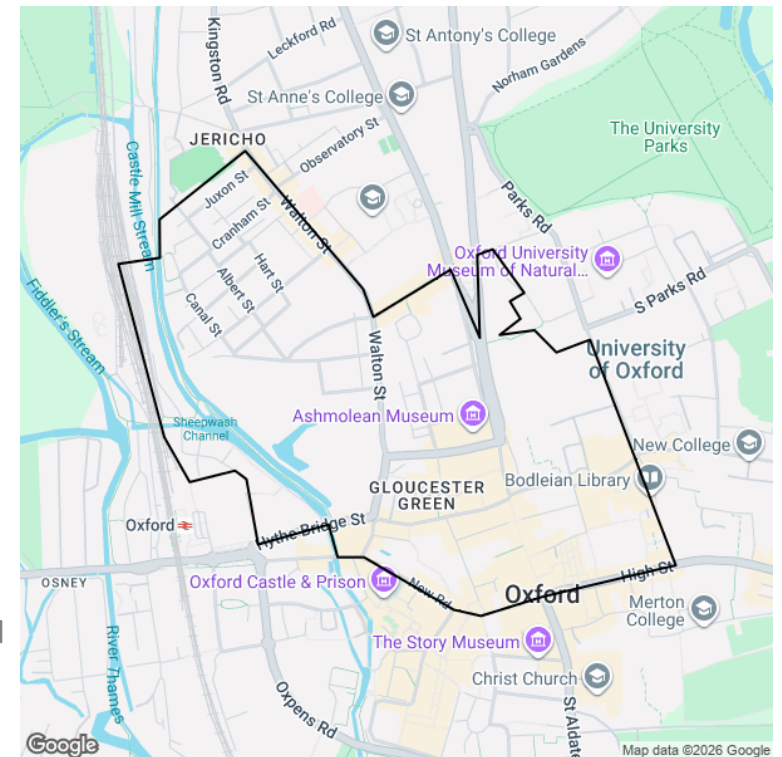 Kingston Rd
Leckford Rd
St Antony's College
Norham Gardens
St Anne's College
The University
Parks
JERICHO
Observatory St
Castle Mill Stream
Juxon St
Walton St
Parks Rd
Cranham St
Hart St
Oxford University
Museum of Natural...
Albert St
Fiddler's Stream
Canal St
S Parks Rd
Walton St
University
of Oxford
Ashmolean Museum
Sheepwash
Channel
New College
Bodleian Library
GLOUCESTER
GREEN
Oxford
Hythe Bridge St
OSNEY
Oxford Castle & Prison
New Rd
High St
Oxford
Merton
College
The Story Museum
River Thames
Christ Church
Oxpens Rd
St Aldate
Google
Map data ©2026 Google